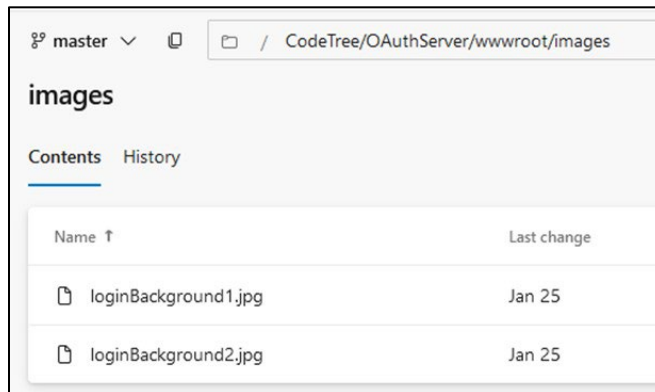 master / CodeTree/OAuthServer/wwwroot/images
images
Contents History
Name ↑ Last change
loginBackground1.jpg Jan 25
loginBackground2.jpg Jan 25